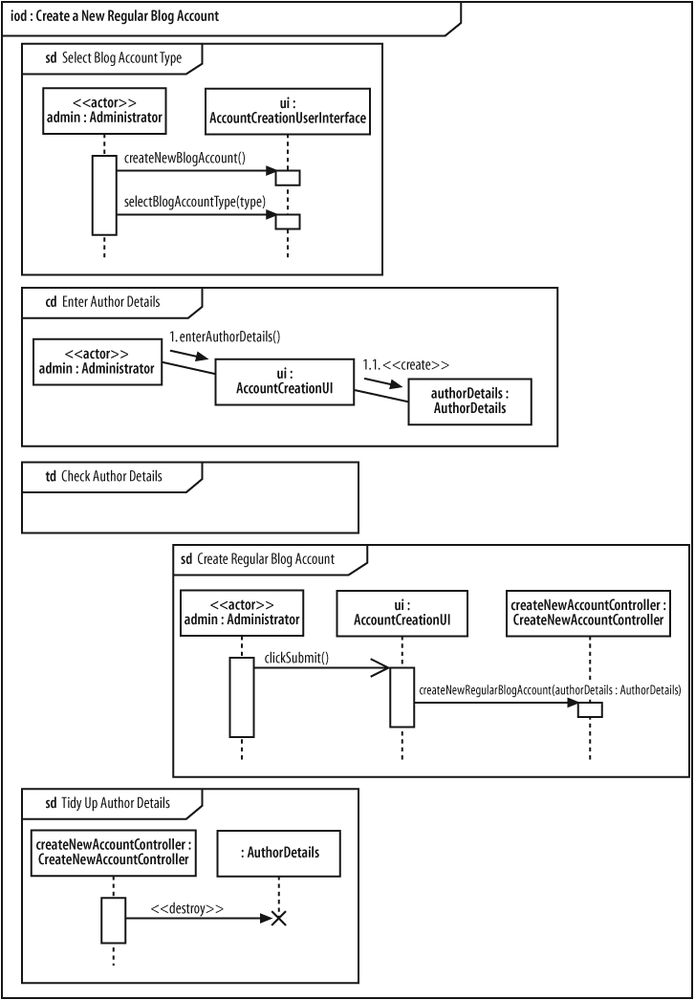 iod : Create a New Regular Blog Account
sd Select Blog Account Type
<<actor>>
admin : Administrator
ui :
AccountCreationUserInterface
createNewBlogAccount()
selectBlogAccountType(type)
cd Enter Author Details
<<actor>>
admin : Administrator
1. enterAuthorDetails()
ui :
AccountCreationUI
1.1. <<create>>
authorDetails :
AuthorDetails
td Check Author Details
sd Create Regular Blog Account
<<actor>>
admin : Administrator
ui :
AccountCreationUI
createNewAccountController :
CreateNewAccountController
clickSubmit()
createNewRegularBlogAccount(authorDetails : AuthorDetails)
sd Tidy Up Author Details
createNewAccountController :
CreateNewAccountController
: AuthorDetails
<<destroy>>